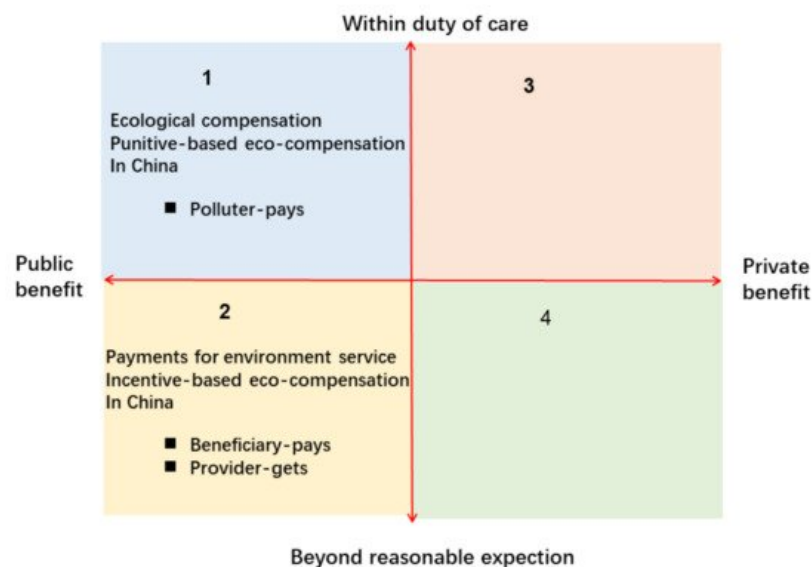 Within duty of care
1
3
Ecological compensation
Punitive-based eco-compensation
In China
■ Polluter-pays
Public
benefit
Private
benefit
2
4
Payments for environment service
Incentive-based eco-compensation
In China
■ Beneficiary-pays
■ Provider-gets
Beyond reasonable expection